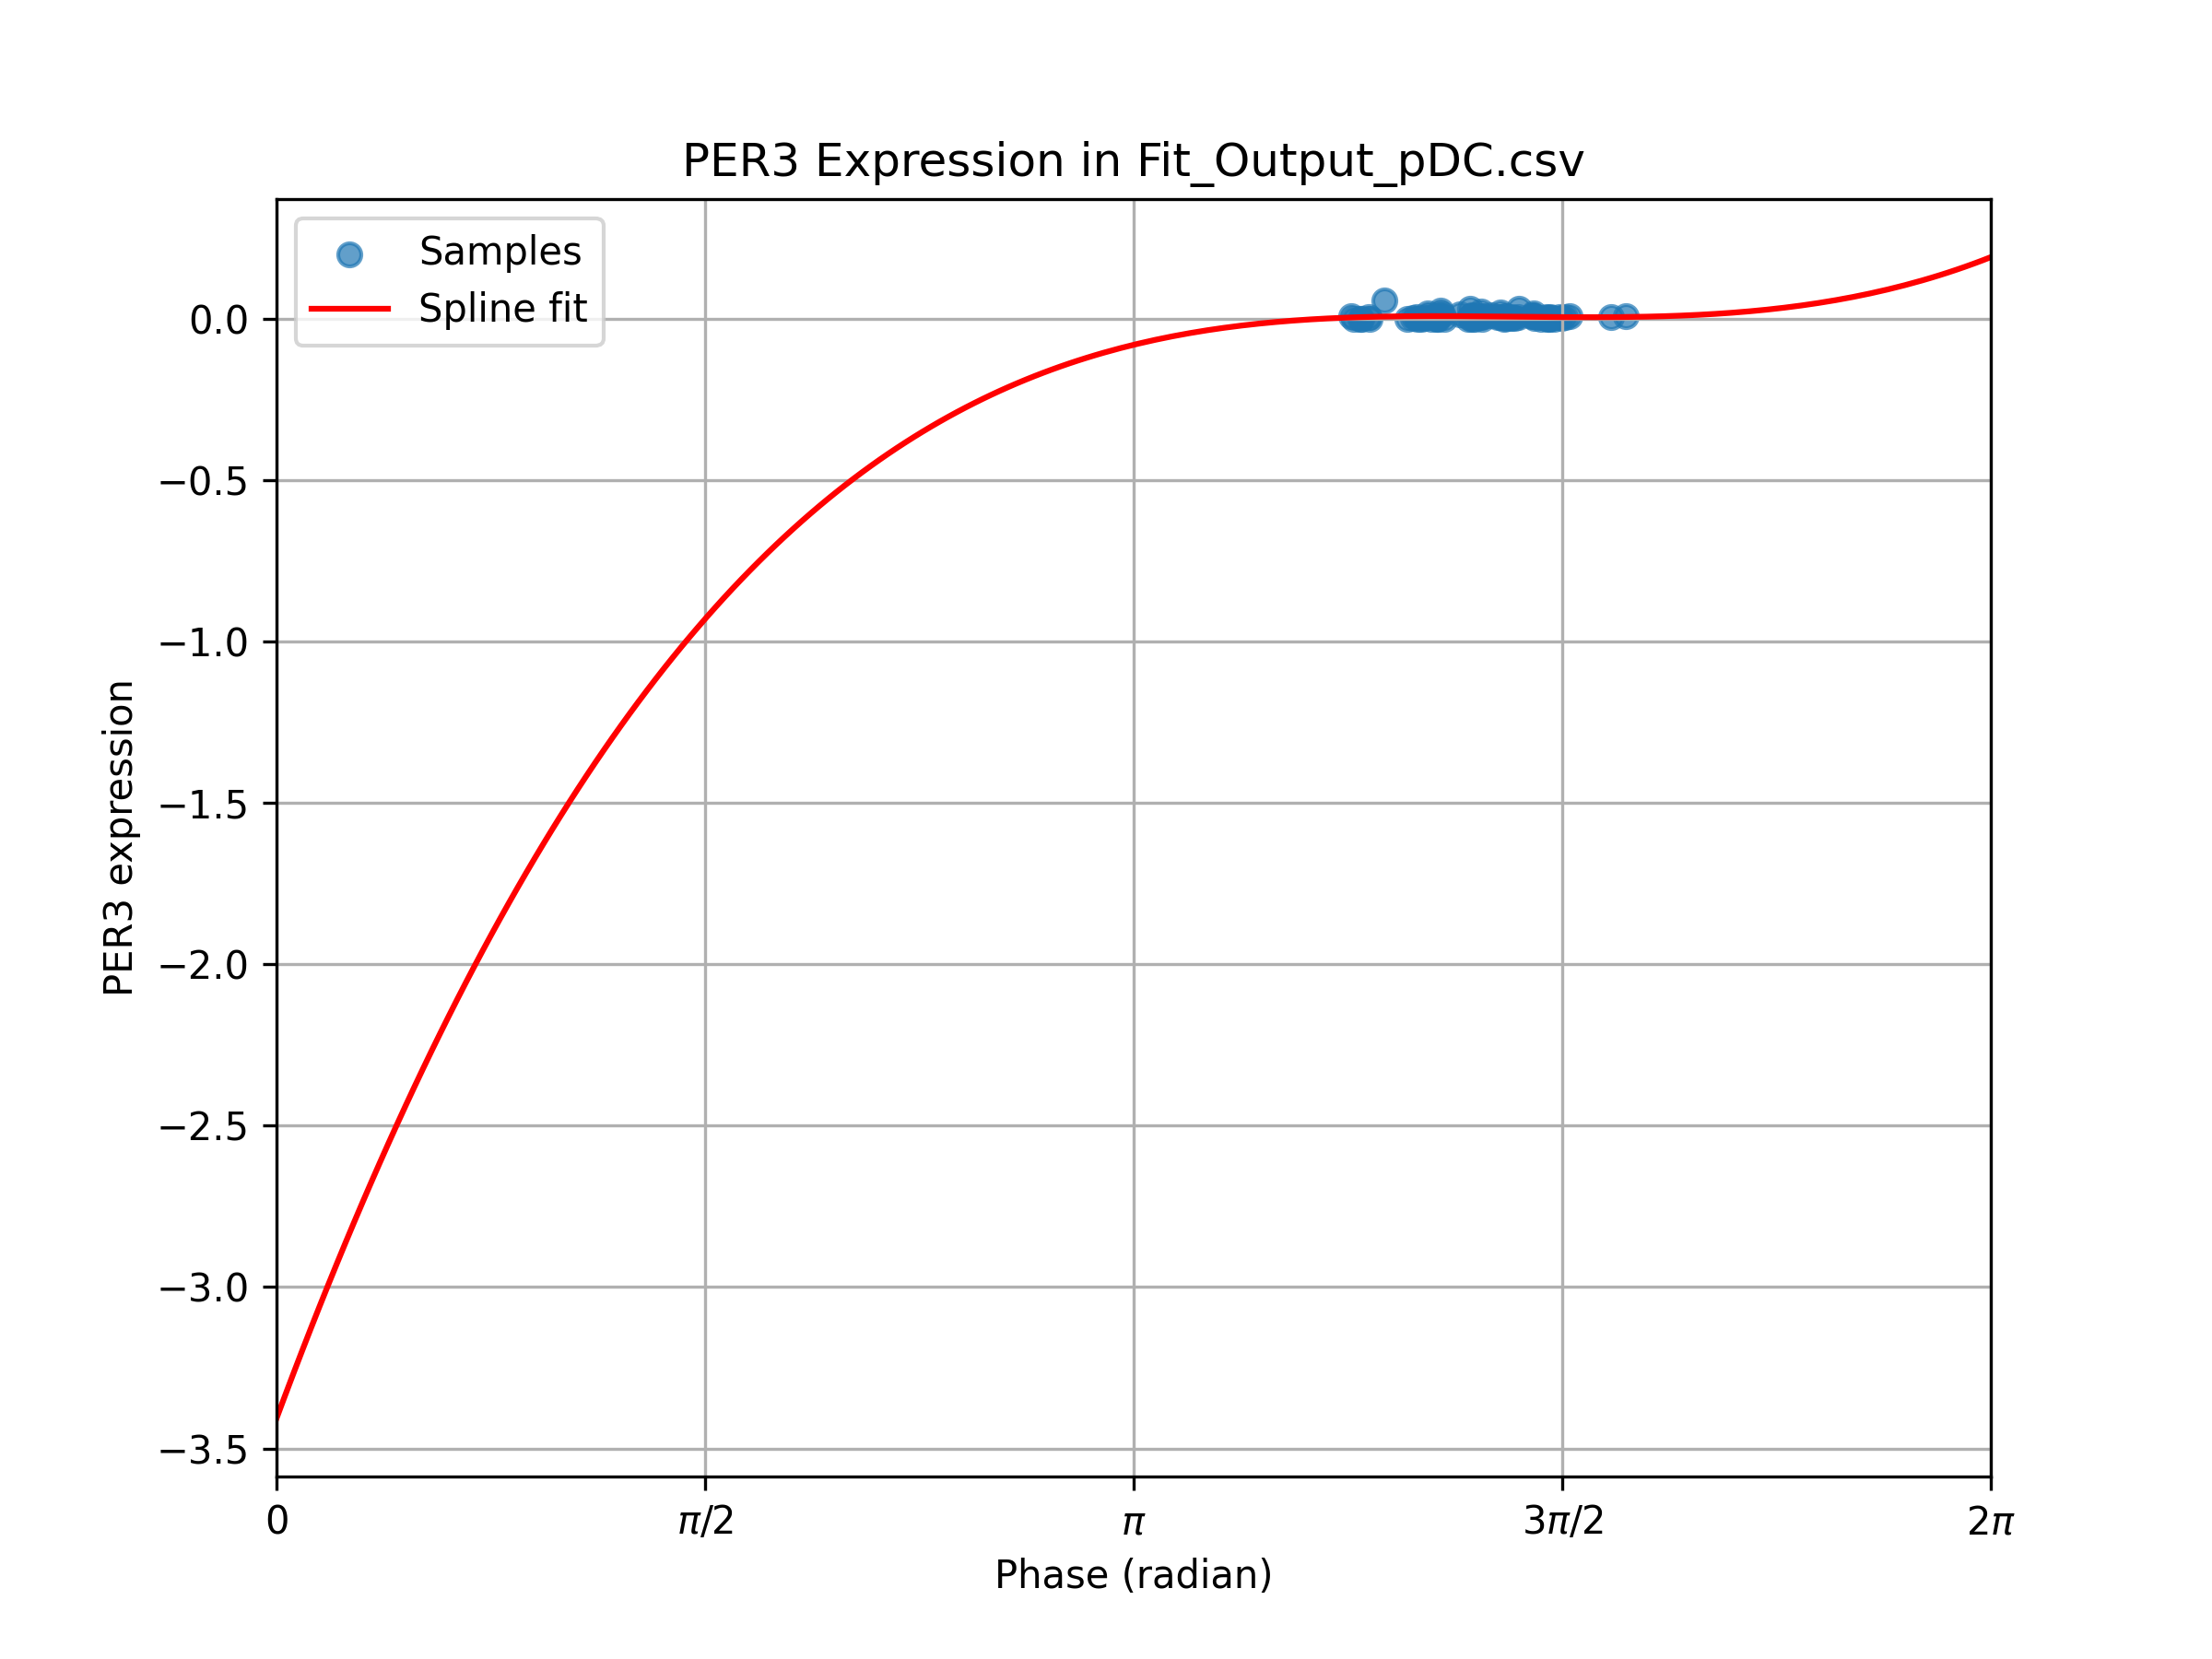 PER3 Expression in Fit_Output_pDC.csv
Samples
Spline fit
0.0
−0.5
−1.0
−1.5
−2.0
−2.5
−3.0
−3.5
PER3 expression
0 π/2 π 3π/2 2π
Phase (radian)